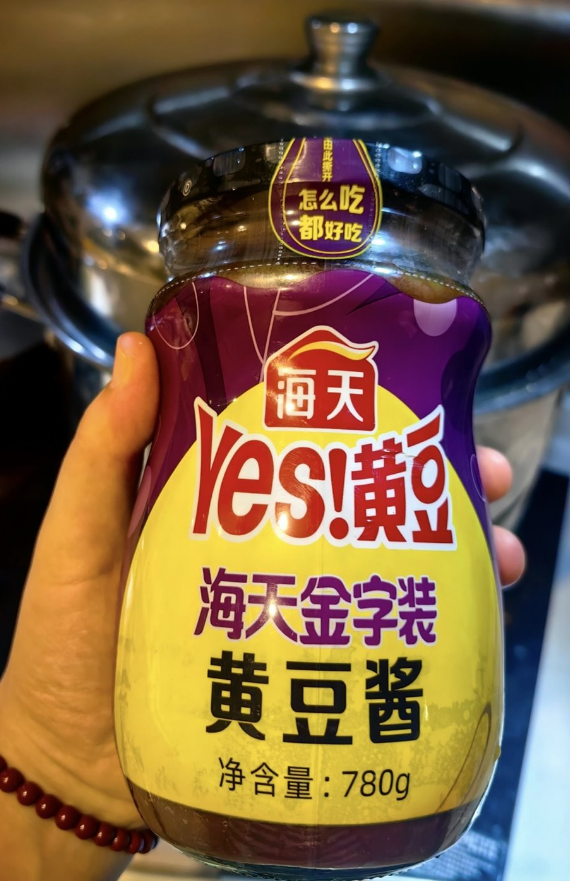 由此撕开
怎么吃
都好吃
海天
Yes!黄豆
海天金字装
黄豆酱
净含量：780g